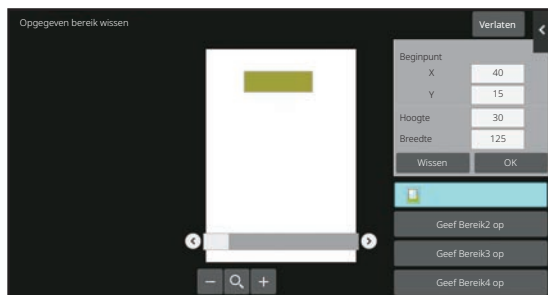 Opgegeven bereik wissen
Verlaten
Beginpunt
X 40
Y 15
Hoogte 30
Breedte 125
Wissen OK
Geef Bereik2 op
Geef Bereik3 op
Geef Bereik4 op